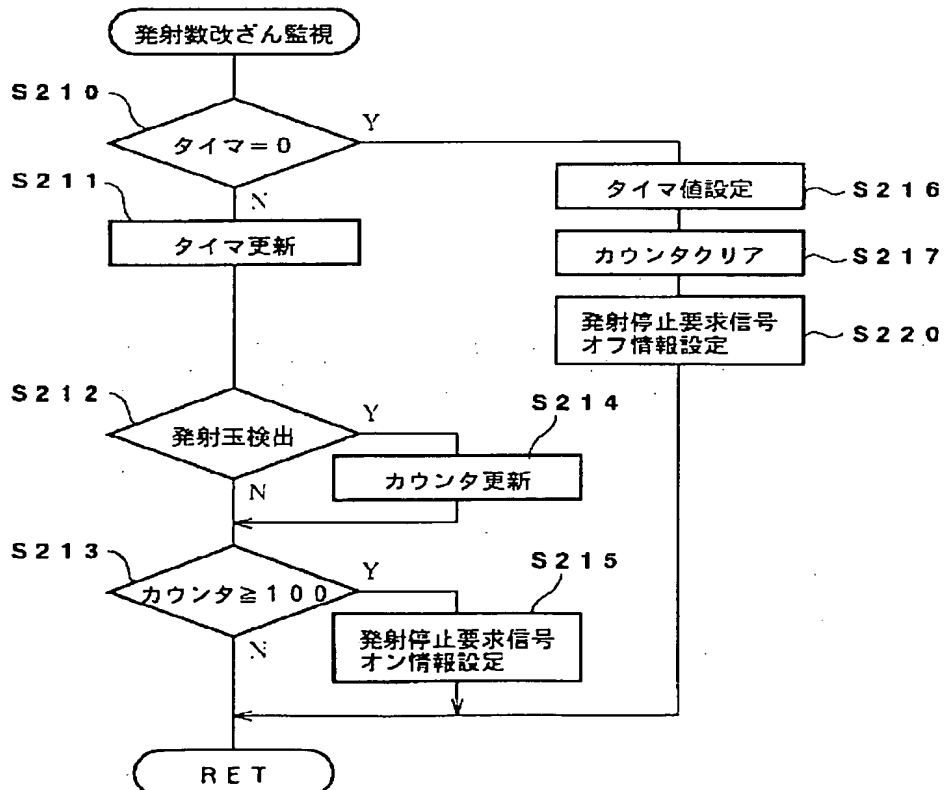 発射数改ざん監視
S210
タイマ＝0
Y
N
S211
タイマ更新
タイマ値設定
S216
カウンタクリア
S217
発射停止要求信号
オフ情報設定
S220
S212
発射玉検出
Y
N
S214
カウンタ更新
S213
カウンタ≧100
Y
N
S215
発射停止要求信号
オン情報設定
RET